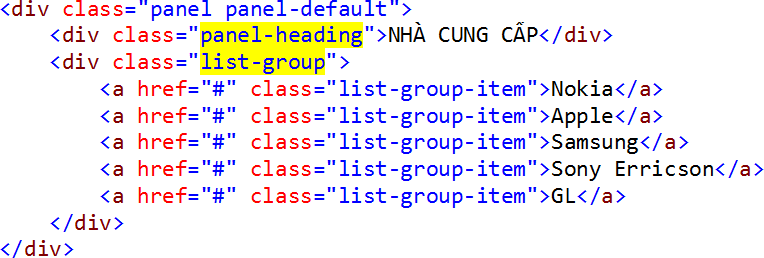 <div class="panel panel-default">
    <div class="panel-heading">NHÀ CUNG CẤP</div>
    <div class="list-group">
        <a href="#" class="list-group-item">Nokia</a>
        <a href="#" class="list-group-item">Apple</a>
        <a href="#" class="list-group-item">Samsung</a>
        <a href="#" class="list-group-item">Sony Erricson</a>
        <a href="#" class="list-group-item">GL</a>
    </div>
</div>